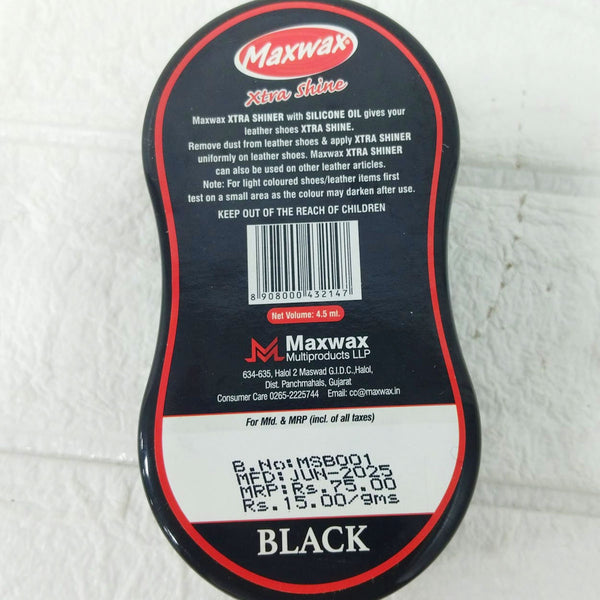 Maxwax
Xtra Shine
Maxwax XTRA SHINER with SILICONE OIL gives your
leather shoes XTRA SHINE.
Remove dust from leather shoes & apply XTRA SHINER
uniformly on leather shoes. Maxwax XTRA SHINER
can also be used on other leather articles.
Note: For light coloured shoes/leather items first
test on a small area as the colour may darken after use.
KEEP OUT OF THE REACH OF CHILDREN
8 908000 432147
Net Volume: 4.5 ml.
Maxwax
Multiproducts LLP
634-635, Halol 2 Maswad G.I.D.C.,Halol,
Dist. Panchmahals, Gujarat
Consumer Care 0265-2225744 Email: cc@maxwax.in
For Mfd. & MRP (incl. of all taxes)
B.No:MSB001
MFD:JUN-2025
MRP:Rs.75.00
Rs.15.00/9ms
BLACK